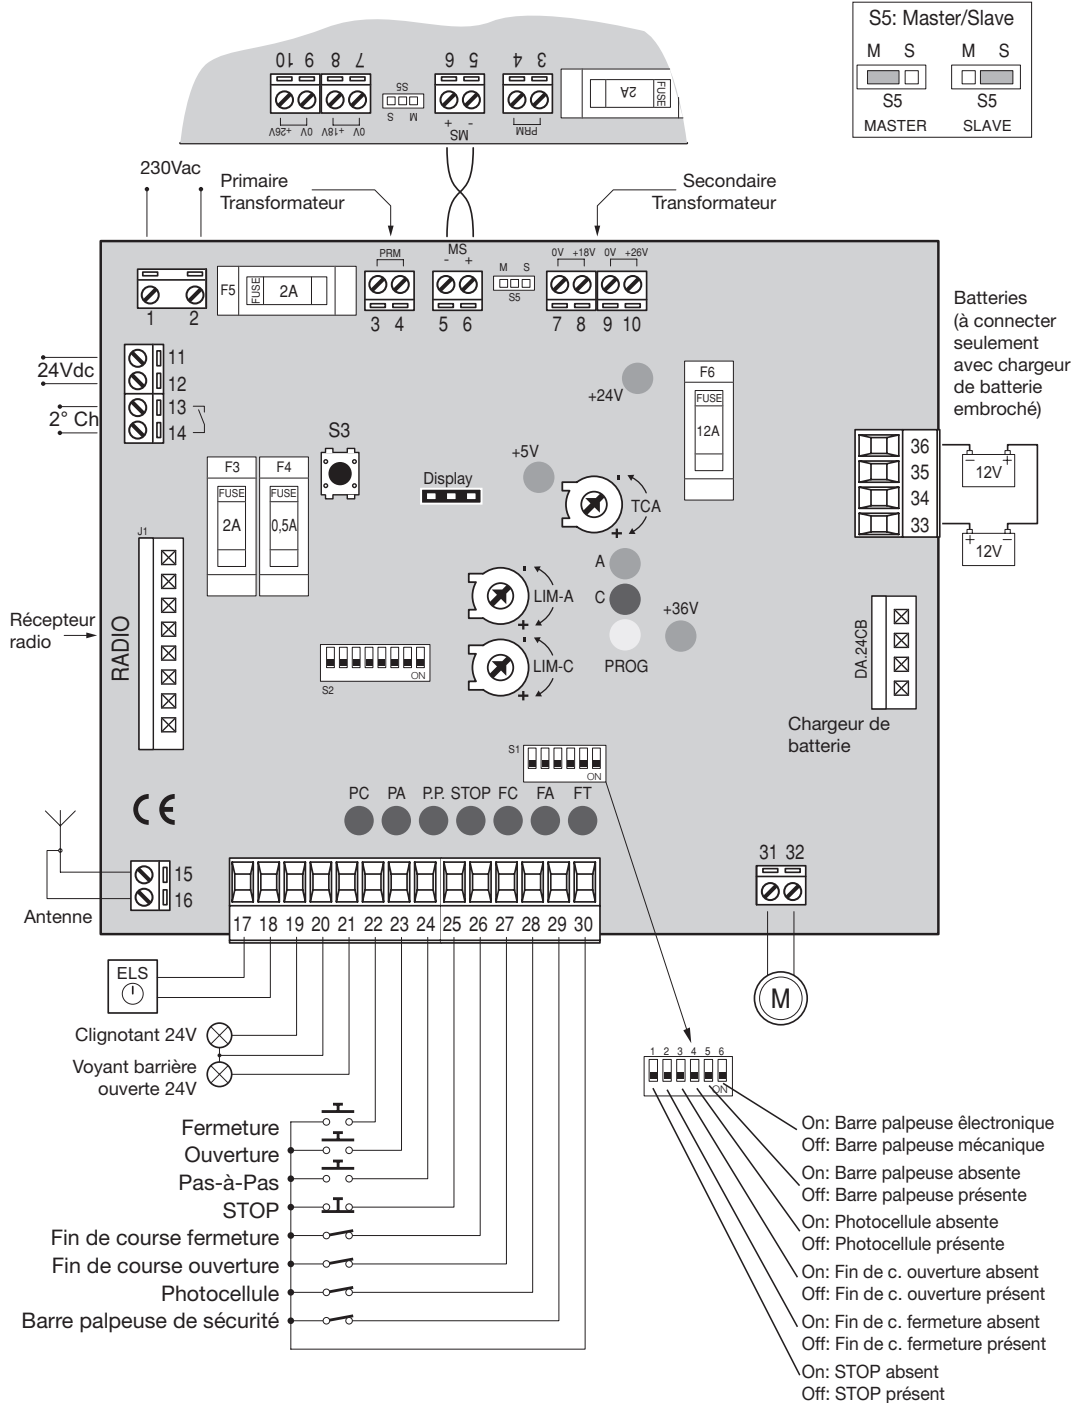 S5: Master/Slave
M S
M S
S5
S5
MASTER
SLAVE
10 9 8 7
6 5
4 3
S5
S M
0V +26V
0V +18V
+ -
MS
PRM
2A
FUSE
230Vac
Primaire
Transformateur
Secondaire
Transformateur
PRM
MS
- +
M S
S5
0V +18V
0V +26V
F5
FUSE
2A
1
2
3 4
5 6
7 8 9 10
Batteries
(à connecter
seulement
avec chargeur
de batterie
embroché)
24Vdc
11
12
2° Ch
13
14
+24V
F6
FUSE
12A
S3
+5V
Display
- TCA +
F3
FUSE
2A
F4
FUSE
0,5A
36
35
34
33
- +
12V
+ -
12V
J1
RADIO
Récepteur
radio
A
C
PROG
+36V
- LIM-A +
- LIM-C +
S2
ON
DA.24CB
Chargeur de
batterie
S1
ON
PC PA P.P. STOP FC FA FT
CE
Antenne
15
16
31 32
M
17 18 19 20 21 22 23 24 25 26 27 28 29 30
ELS
Clignotant 24V
Voyant barrière
ouverte 24V
Fermeture
Ouverture
Pas-à-Pas
STOP
Fin de course fermeture
Fin de course ouverture
Photocellule
Barre palpeuse de sécurité
1 2 3 4 5 6
ON
On: Barre palpeuse êlectronique
Off: Barre palpeuse mécanique
On: Barre palpeuse absente
Off: Barre palpeuse présente
On: Photocellule absente
Off: Photocellule présente
On: Fin de c. ouverture absent
Off: Fin de c. ouverture présent
On: Fin de c. fermeture absent
Off: Fin de c. fermeture présent
On: STOP absent
Off: STOP présent